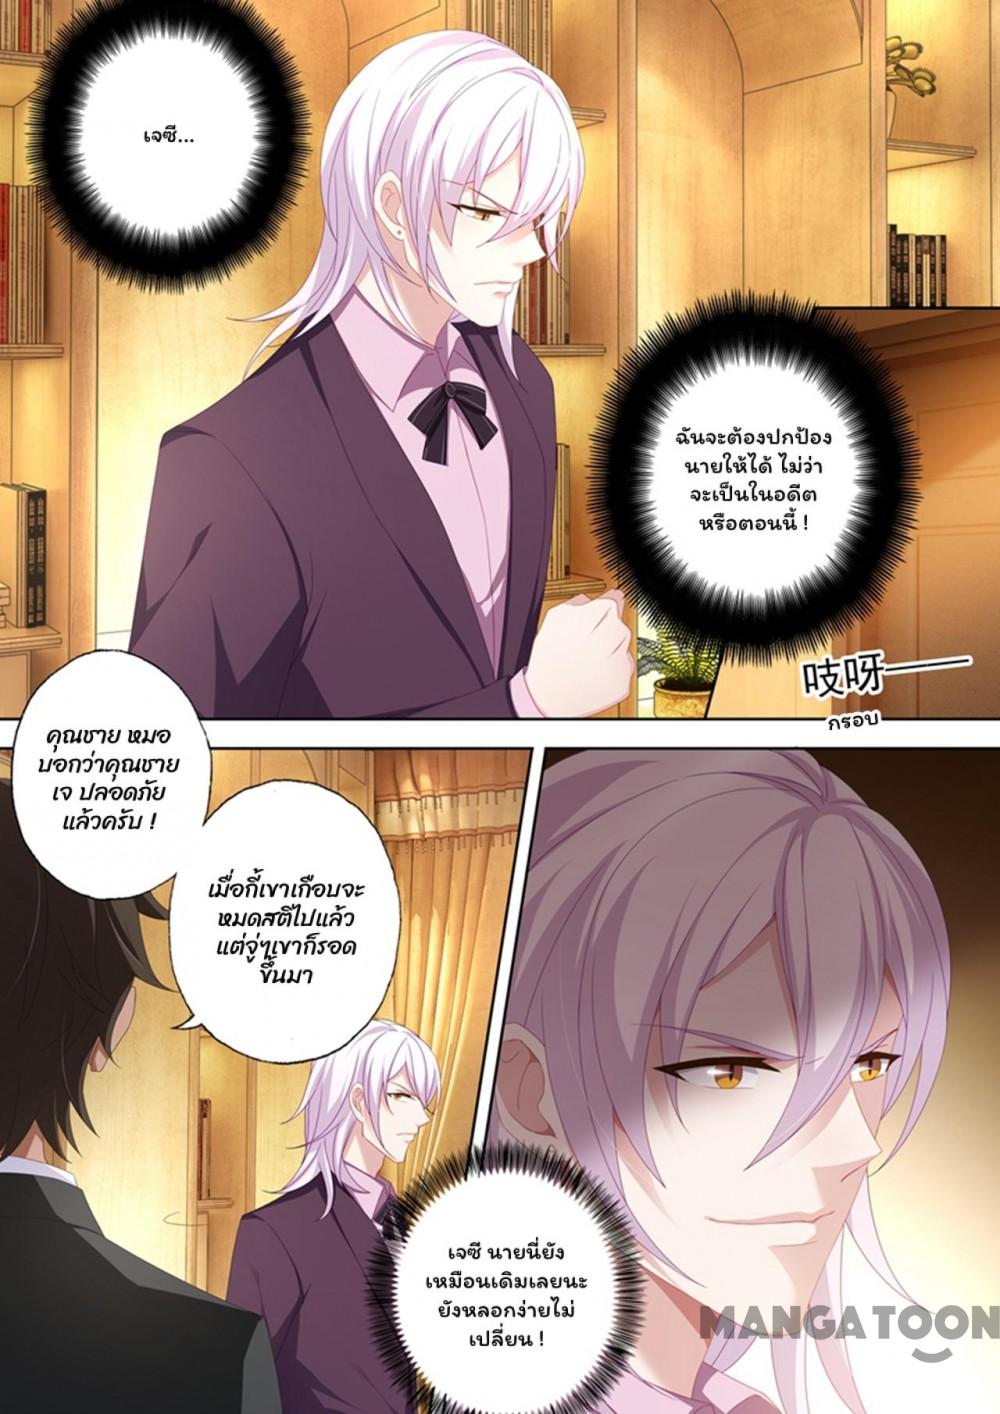 เจซี...
ฉันจะต้องปกป้อง
นายให้ได้ ไม่ว่า
จะเป็นในอดีต
หรือตอนนี้ !
吱呀——
กรอบ
คุณชาย หมอ
บอกว่าคุณชาย
เจ ปลอดภัย
แล้วครับ !
เมื่อกี้เขาเกือบจะ
หมดสติไปแล้ว
แต่จู่ๆเขาก็รอด
ขึ้นมา
เจซี นายนี่ยัง
เหมือนเดิมเลยนะ
ยังหลอกง่ายไม่
เปลี่ยน !
MANGATOON